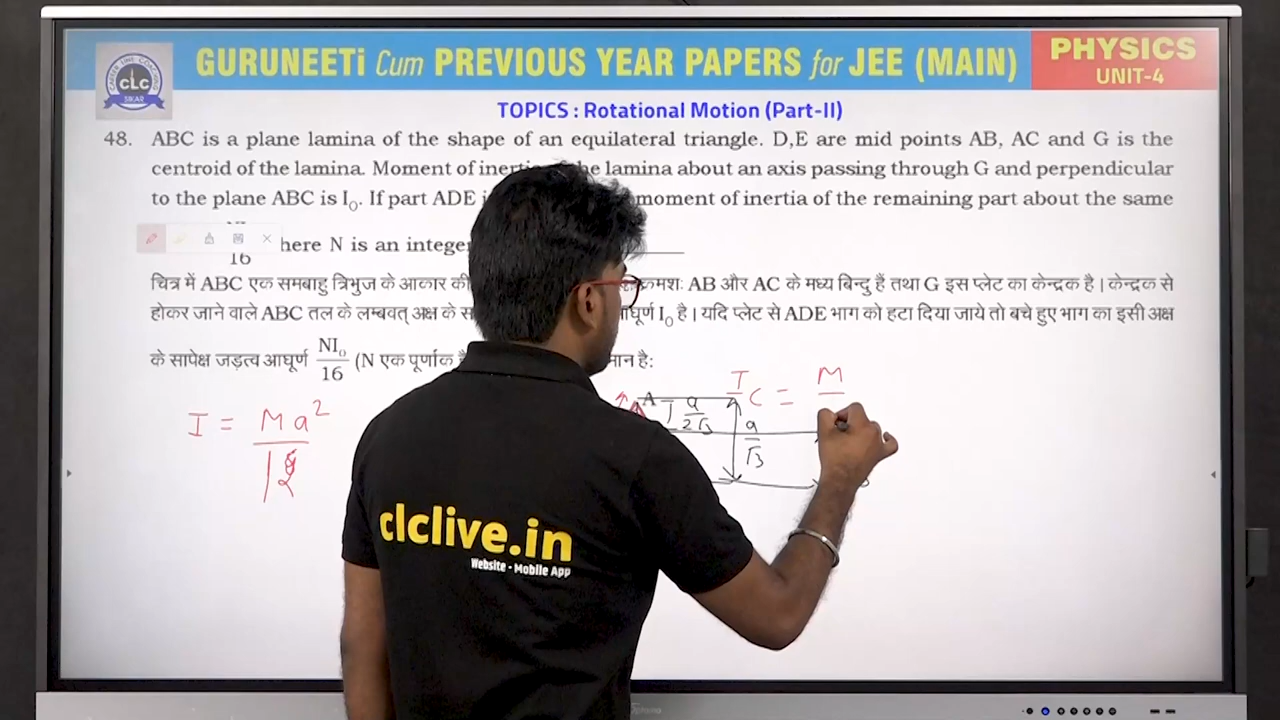 GURUNEETi Cum PREVIOUS YEAR PAPERS for JEE (MAIN)
PHYSICS
UNIT-4
CLC
SIKAR
TOPICS : Rotational Motion (Part-II)
48. ABC is a plane lamina of the shape of an equilateral triangle. D,E are mid points AB, AC and G is the
centroid of the lamina. Moment of the lamina about an axis passing through G and perpendicular
to the plane ABC is I₀. If part ADE moment of inertia of the remaining part about the same
16 here N is an integer
चित्र में ABC एक समबाहु त्रिभुज के आकार की क्रमशः AB और AC के मध्य बिन्दु हैं तथा G इस प्लेट का केन्द्रक है। केन्द्रक से
होकर जाने वाले ABC तल के लम्बवत् अक्ष के I₀ है। यदि प्लेट से ADE भाग को हटा दिया जाये तो बचे हुए भाग का इसी अक्ष
के सापेक्ष जड़त्व आघूर्ण NI₀/16 (N एक पूर्णांक मान है:
I = Ma²/12
A
a/2√3
a/√3
C = M
clclive.in
Website - Mobile App